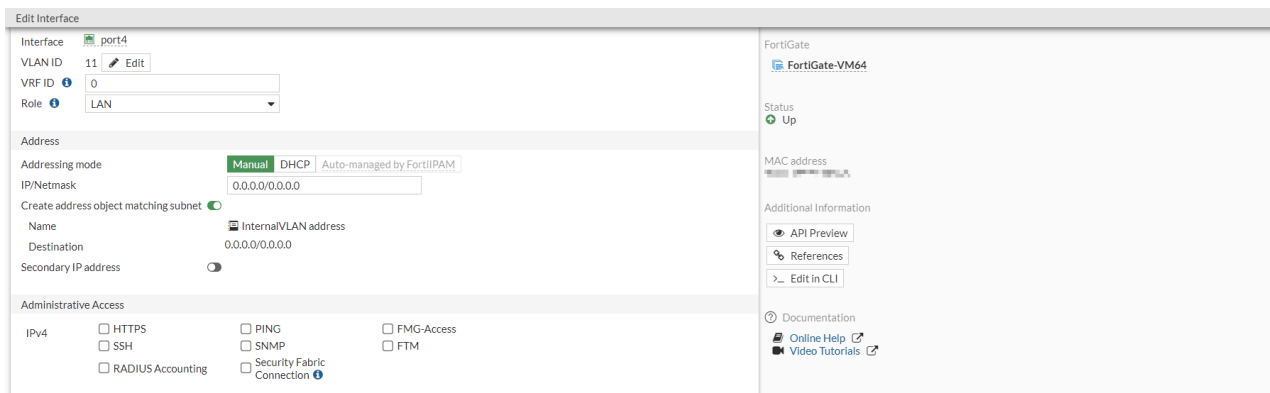 Edit Interface
Interface port4
VLAN ID 11 Edit
VRF ID 0
Role LAN
Address
Addressing mode Manual DHCP Auto-managed by FortiIPAM
IP/Netmask 0.0.0.0/0.0.0.0
Create address object matching subnet
Name InternalVLAN address
Destination 0.0.0.0/0.0.0.0
Secondary IP address
Administrative Access
IPv4
HTTPS PING FMG-Access
SSH SNMP FTM
RADIUS Accounting Security Fabric
Connection
FortiGate
FortiGate-VM64
Status
Up
MAC address
Additional Information
API Preview
References
>_ Edit in CLI
Documentation
Online Help
Video Tutorials